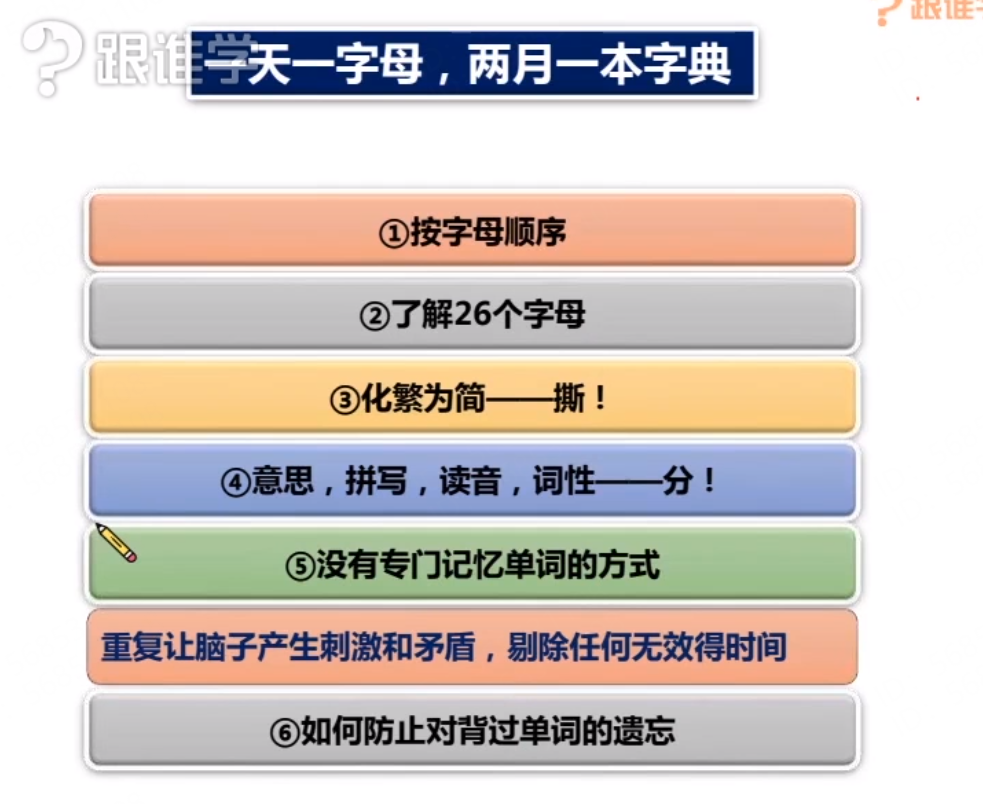 跟谁学
跟谁学
一天一字母，两月一本字典
①按字母顺序
②了解26个字母
③化繁为简——撕！
④意思，拼写，读音，词性——分！
⑤没有专门记忆单词的方式
重复让脑子产生刺激和矛盾，剔除任何无效得时间
⑥如何防止对背过单词的遗忘